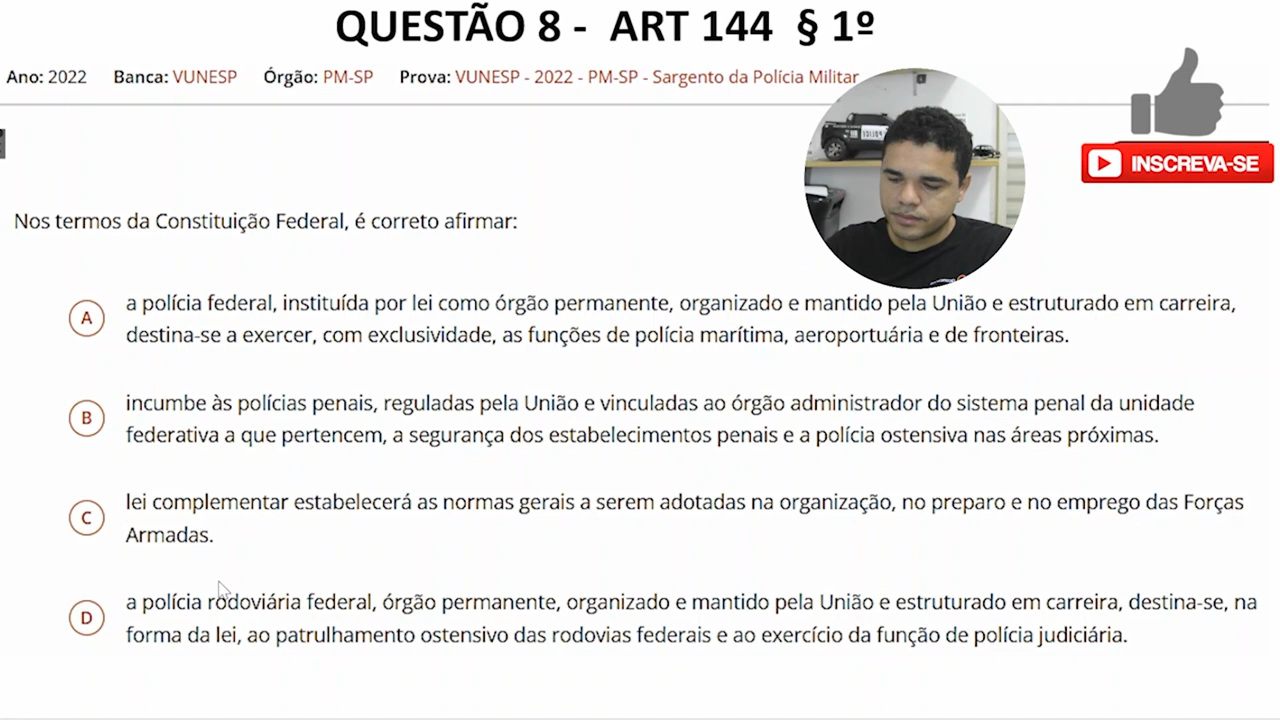 QUESTÃO 8 - ART 144 § 1º
Ano: 2022 Banca: VUNESP Órgão: PM-SP Prova: VUNESP - 2022 - PM-SP - Sargento da Polícia Militar
INSCREVA-SE
Nos termos da Constituição Federal, é correto afirmar:
A a polícia federal, instituída por lei como órgão permanente, organizado e mantido pela União e estruturado em carreira,
destina-se a exercer, com exclusividade, as funções de polícia marítima, aeroportuária e de fronteiras.
B incumbe às polícias penais, reguladas pela União e vinculadas ao órgão administrador do sistema penal da unidade
federativa a que pertencem, a segurança dos estabelecimentos penais e a polícia ostensiva nas áreas próximas.
C lei complementar estabelecerá as normas gerais a serem adotadas na organização, no preparo e no emprego das Forças
Armadas.
D a polícia rodoviária federal, órgão permanente, organizado e mantido pela União e estruturado em carreira, destina-se, na
forma da lei, ao patrulhamento ostensivo das rodovias federais e ao exercício da função de polícia judiciária.